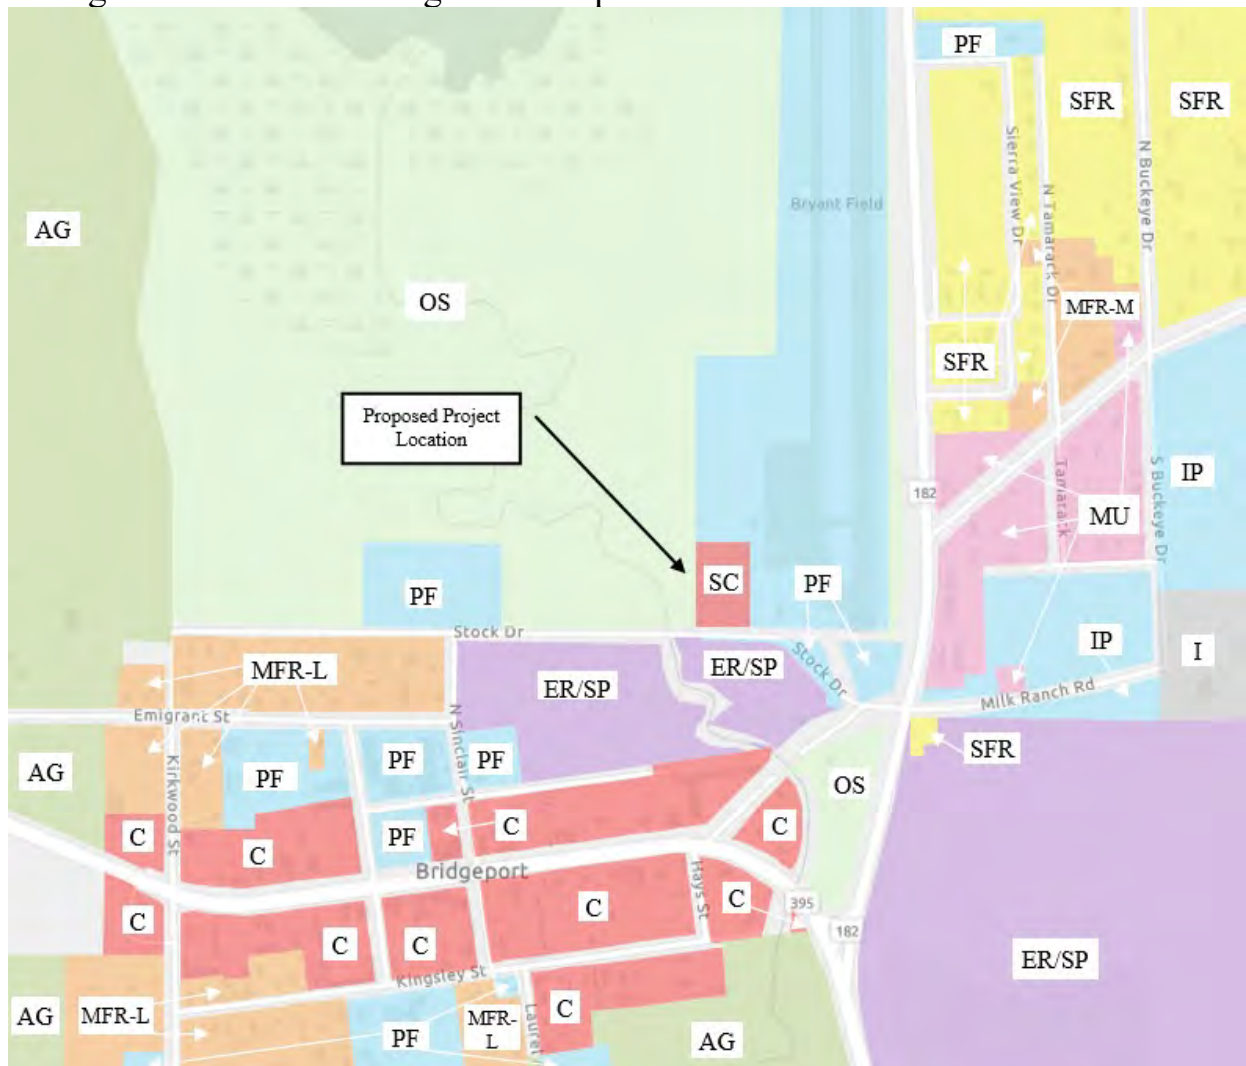 PF
SFR
SFR
Sierra View Dr
N Tamarack Dr
N Buckeye Dr
Bryant Field
AG
OS
MFR-M
SFR
Proposed Project
Location
182
Tamarack
S Buckeye Dr
IP
MU
SC
PF
PF
Stock Dr
Stock Dr
IP
I
MFR-L
ER/SP
ER/SP
Milk Ranch Rd
Emigrant St
N Sinclair St
SFR
AG
Kirkwood St
PF
PF
PF
OS
C
C
PF
C
C
Bridgeport
Hays St
C
C
C
C
C
395
182
Kingsley St
ER/SP
AG
MFR-L
PF
MFR-
L
Laurel
C
AG